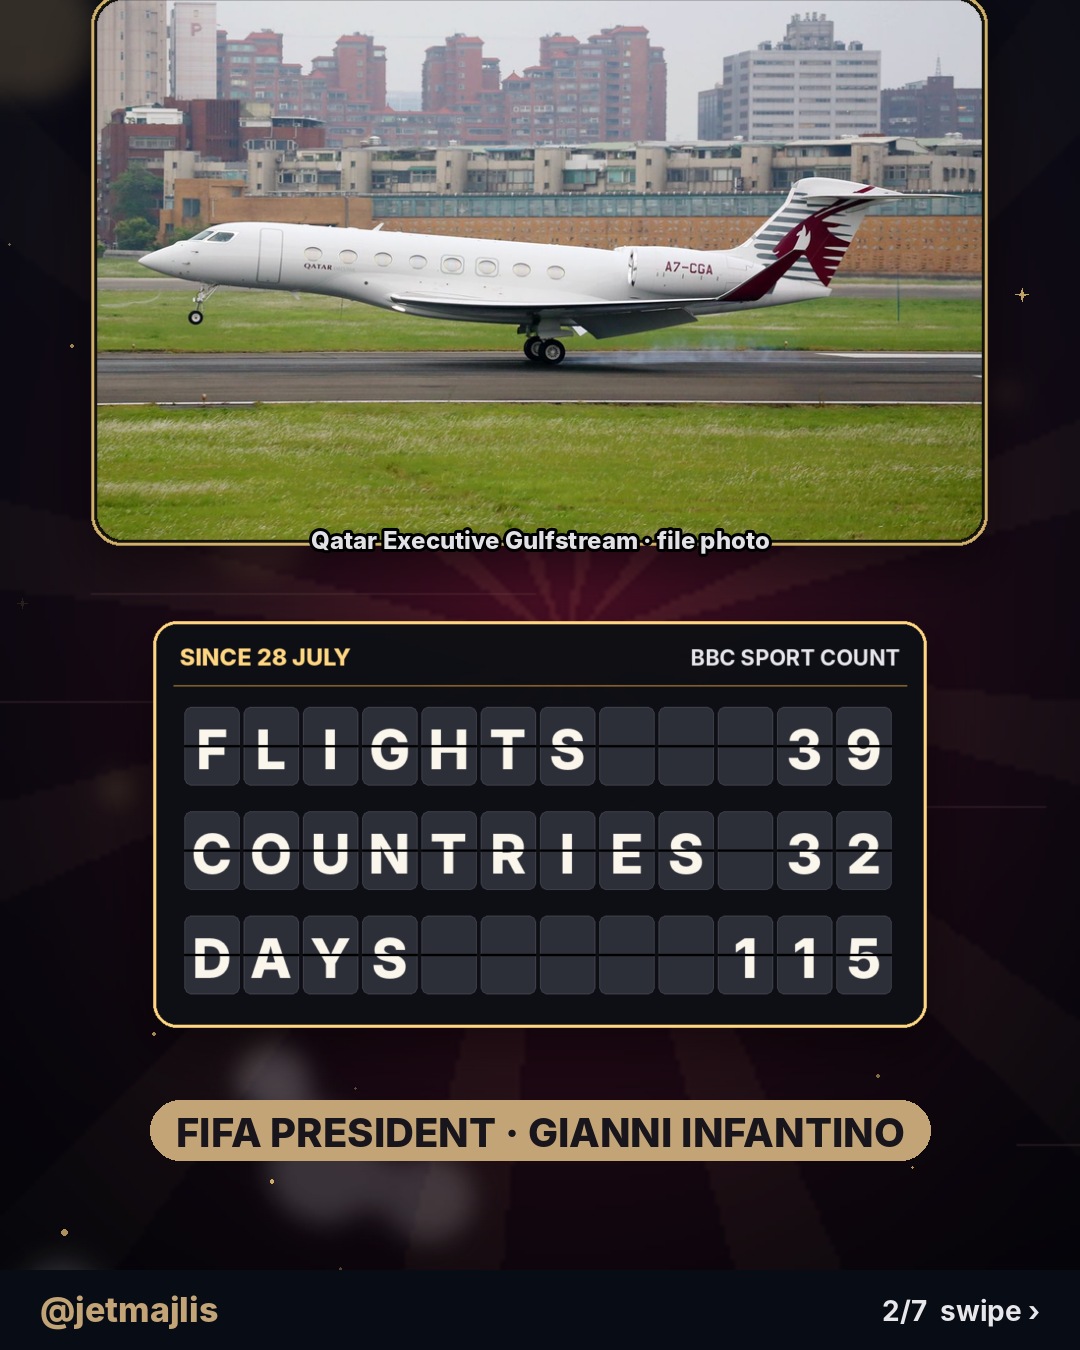 P
QATAR
A7-CGA
Qatar Executive Gulfstream · file photo
SINCE 28 JULY
BBC SPORT COUNT
FLIGHTS 39
COUNTRIES 32
DAYS 115
FIFA PRESIDENT · GIANNI INFANTINO
@jetmajlis
2/7 swipe ›